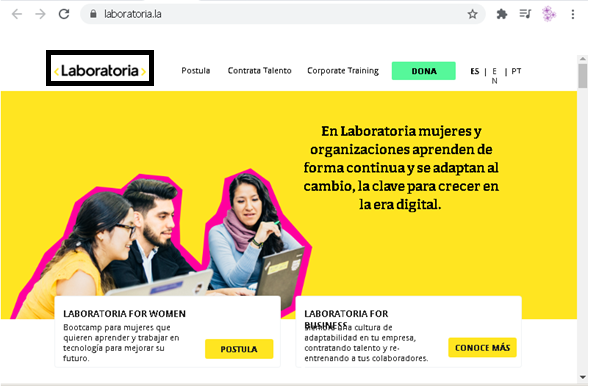 laboratoria.la
<Laboratoria>
Postula Contrata Talento Corporate Training DONA ES | EN | PT
En Laboratoria mujeres y
organizaciones aprenden de
forma continua y se adaptan al
cambio, la clave para crecer en
la era digital.
LABORATORIA FOR WOMEN
Bootcamp para mujeres que
quieren aprender y trabajar en
tecnología para mejorar su
futuro.
POSTULA
LABORATORIA FOR
BUSINESS
una cultura de
adaptabilidad en tu empresa,
contratando talento y re-
entrenando a tus colaboradores.
CONOCE MÁS